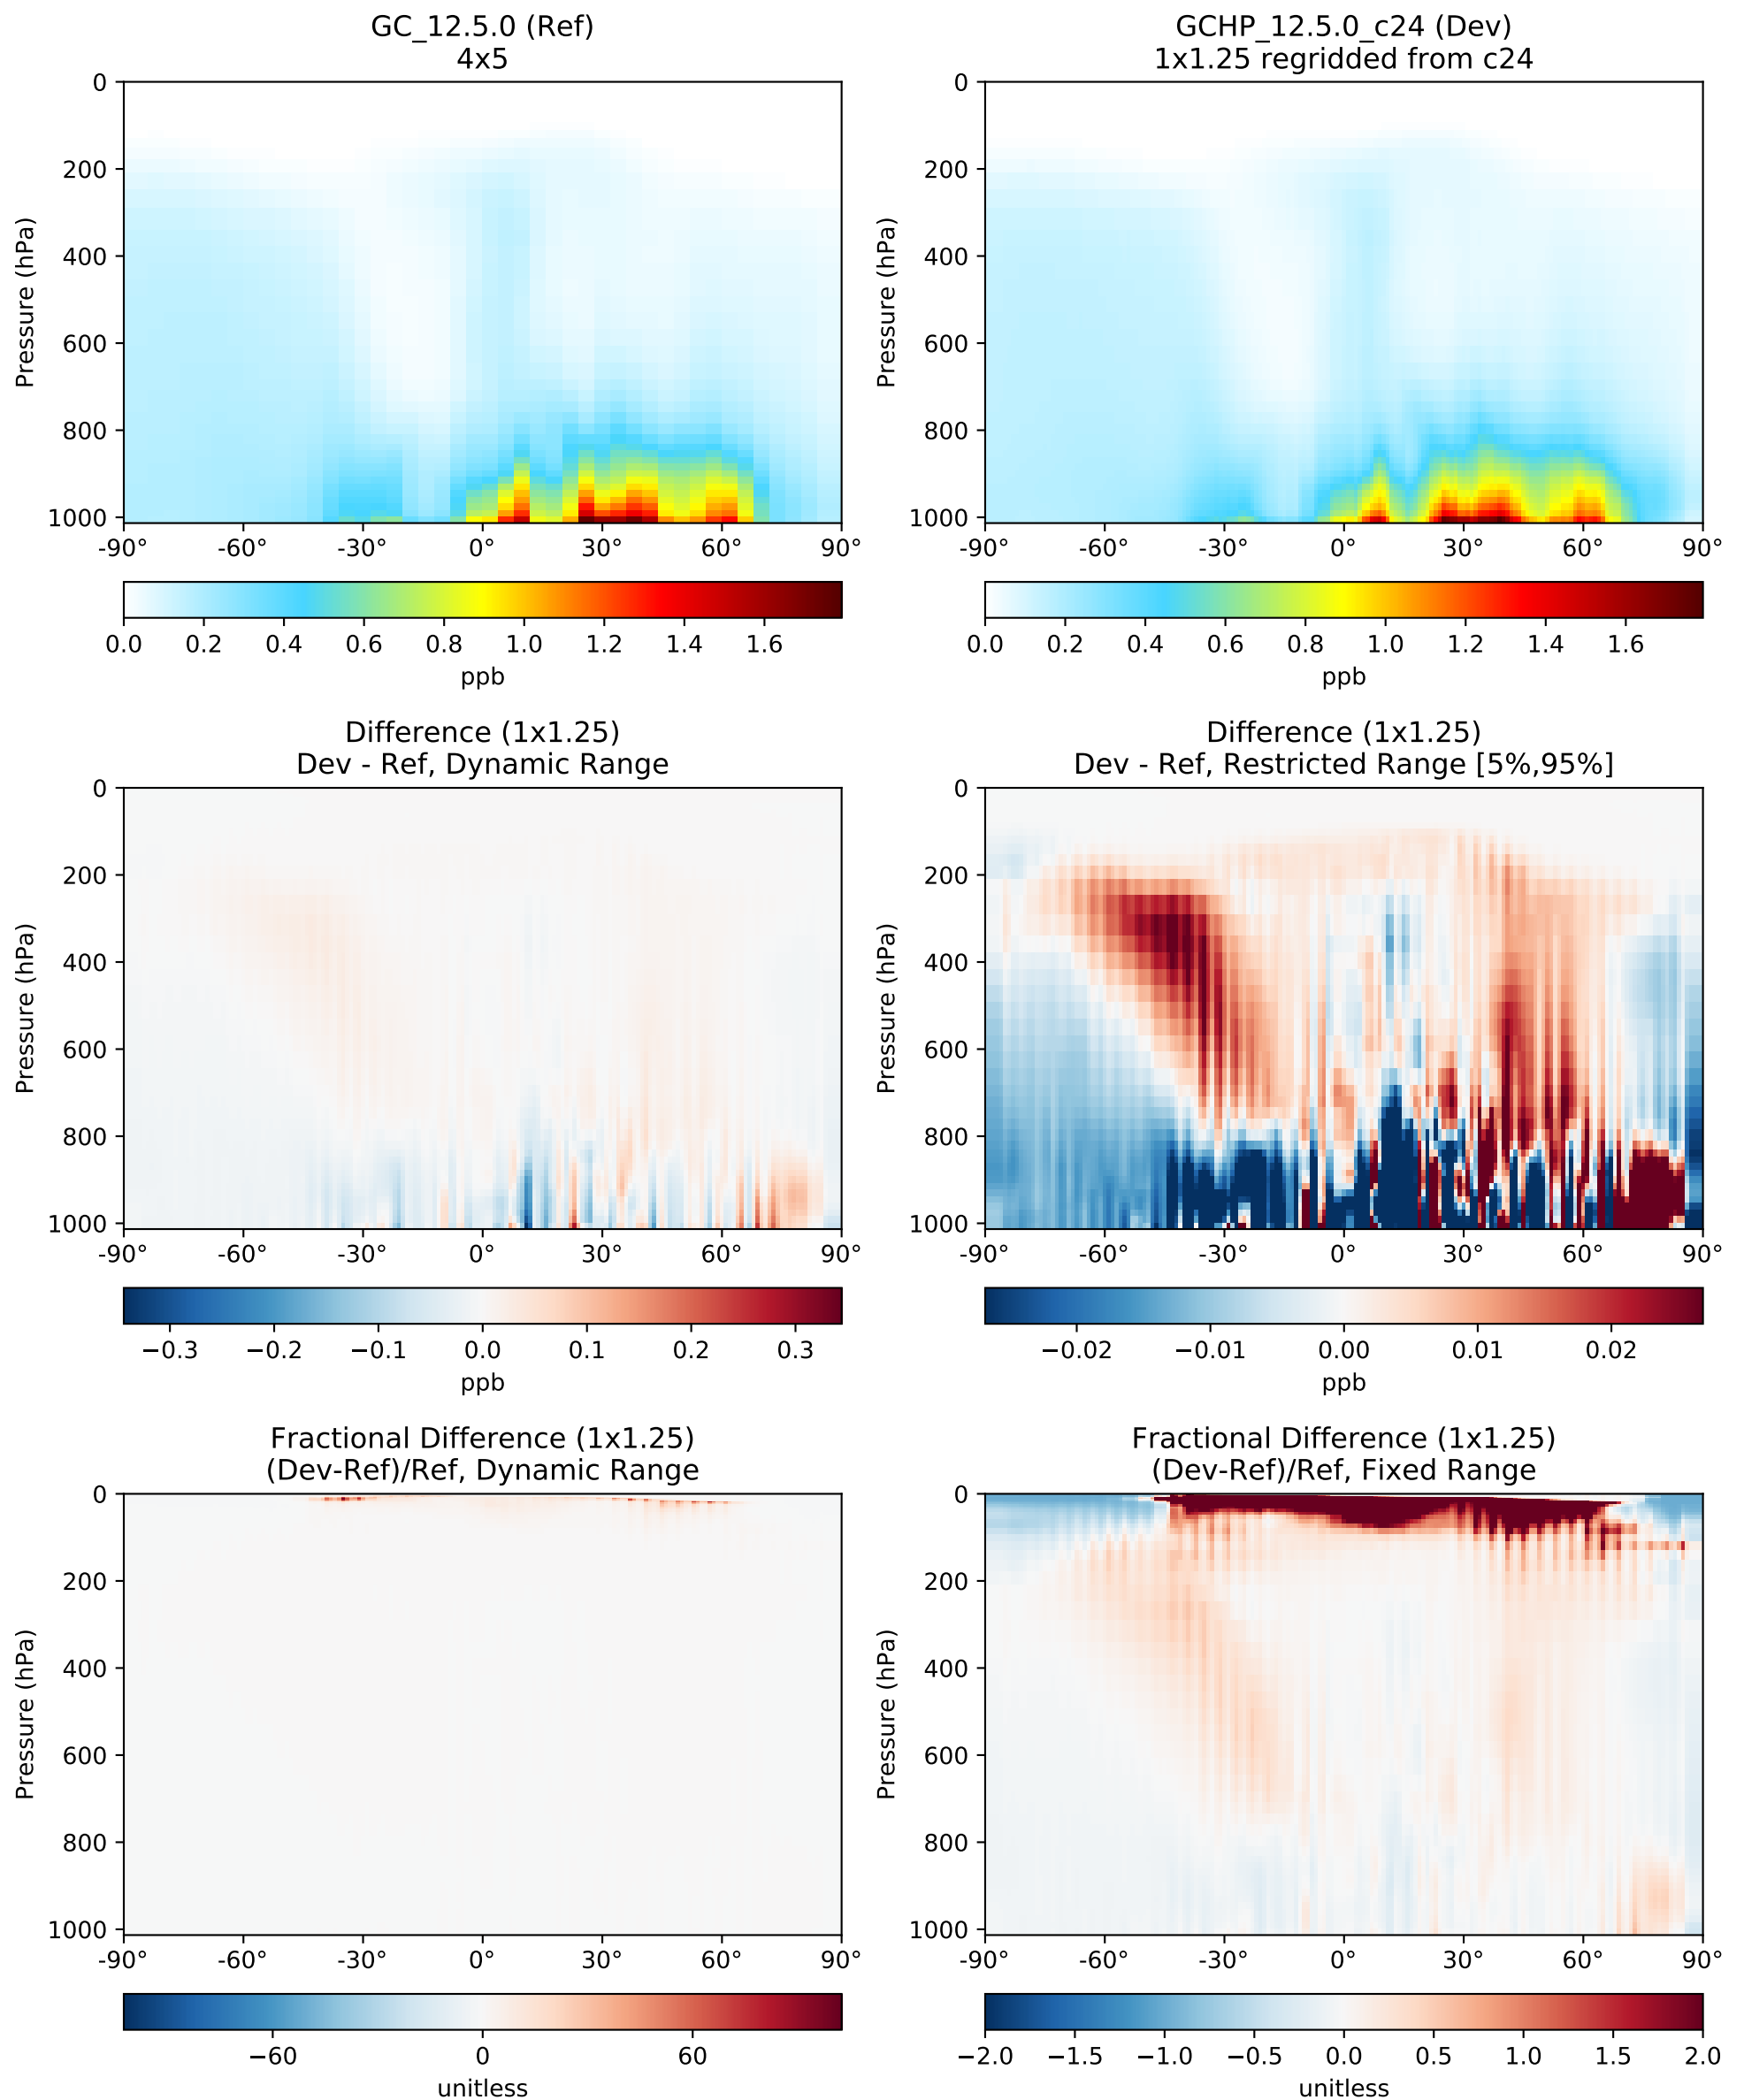 GC_12.5.0 (Ref)
4x5
0
200
400
600
800
1000
Pressure (hPa)
-90° -60° -30° 0° 30° 60° 90°
0.0 0.2 0.4 0.6 0.8 1.0 1.2 1.4 1.6
ppb
GCHP_12.5.0_c24 (Dev)
1x1.25 regridded from c24
0
200
400
600
800
1000
Pressure (hPa)
-90° -60° -30° 0° 30° 60° 90°
0.0 0.2 0.4 0.6 0.8 1.0 1.2 1.4 1.6
ppb
Difference (1x1.25)
Dev - Ref, Dynamic Range
0
200
400
600
800
1000
Pressure (hPa)
-90° -60° -30° 0° 30° 60° 90°
−0.3 −0.2 −0.1 0.0 0.1 0.2 0.3
ppb
Difference (1x1.25)
Dev - Ref, Restricted Range [5%,95%]
0
200
400
600
800
1000
Pressure (hPa)
-90° -60° -30° 0° 30° 60° 90°
−0.02 −0.01 0.00 0.01 0.02
ppb
Fractional Difference (1x1.25)
(Dev-Ref)/Ref, Dynamic Range
0
200
400
600
800
1000
Pressure (hPa)
-90° -60° -30° 0° 30° 60° 90°
−60 0 60
unitless
Fractional Difference (1x1.25)
(Dev-Ref)/Ref, Fixed Range
0
200
400
600
800
1000
Pressure (hPa)
-90° -60° -30° 0° 30° 60° 90°
−2.0 −1.5 −1.0 −0.5 0.0 0.5 1.0 1.5 2.0
unitless